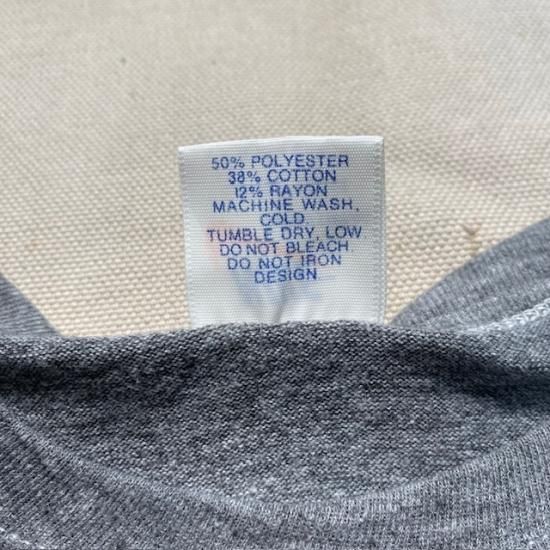 50% POLYESTER
38% COTTON
12% RAYON
MACHINE WASH,
COLD.
TUMBLE DRY, LOW
DO NOT BLEACH
DO NOT IRON
DESIGN